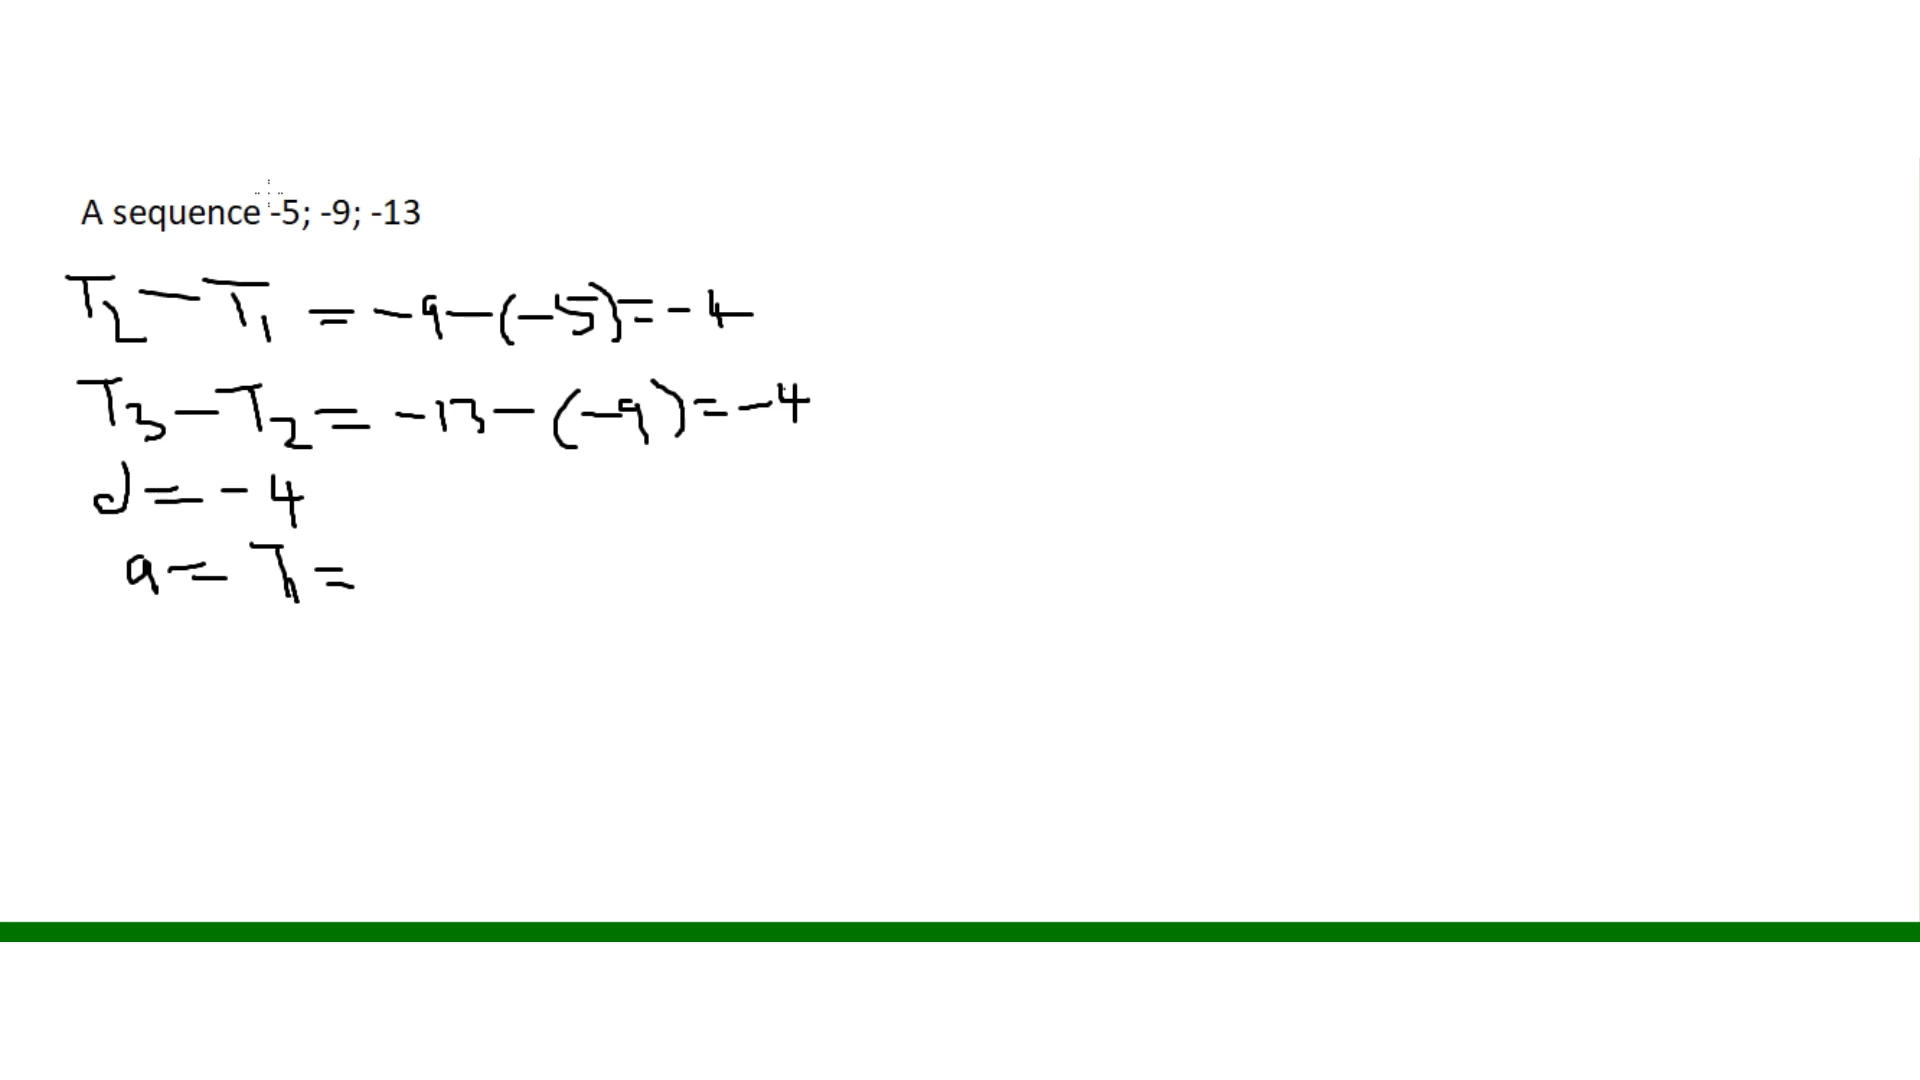 A sequence -5; -9; -13
T₂ - T₁ = -9-(-5) = -4
T₃ - T₂ = -13-(-9) = -4
d = -4
a = T₁ =